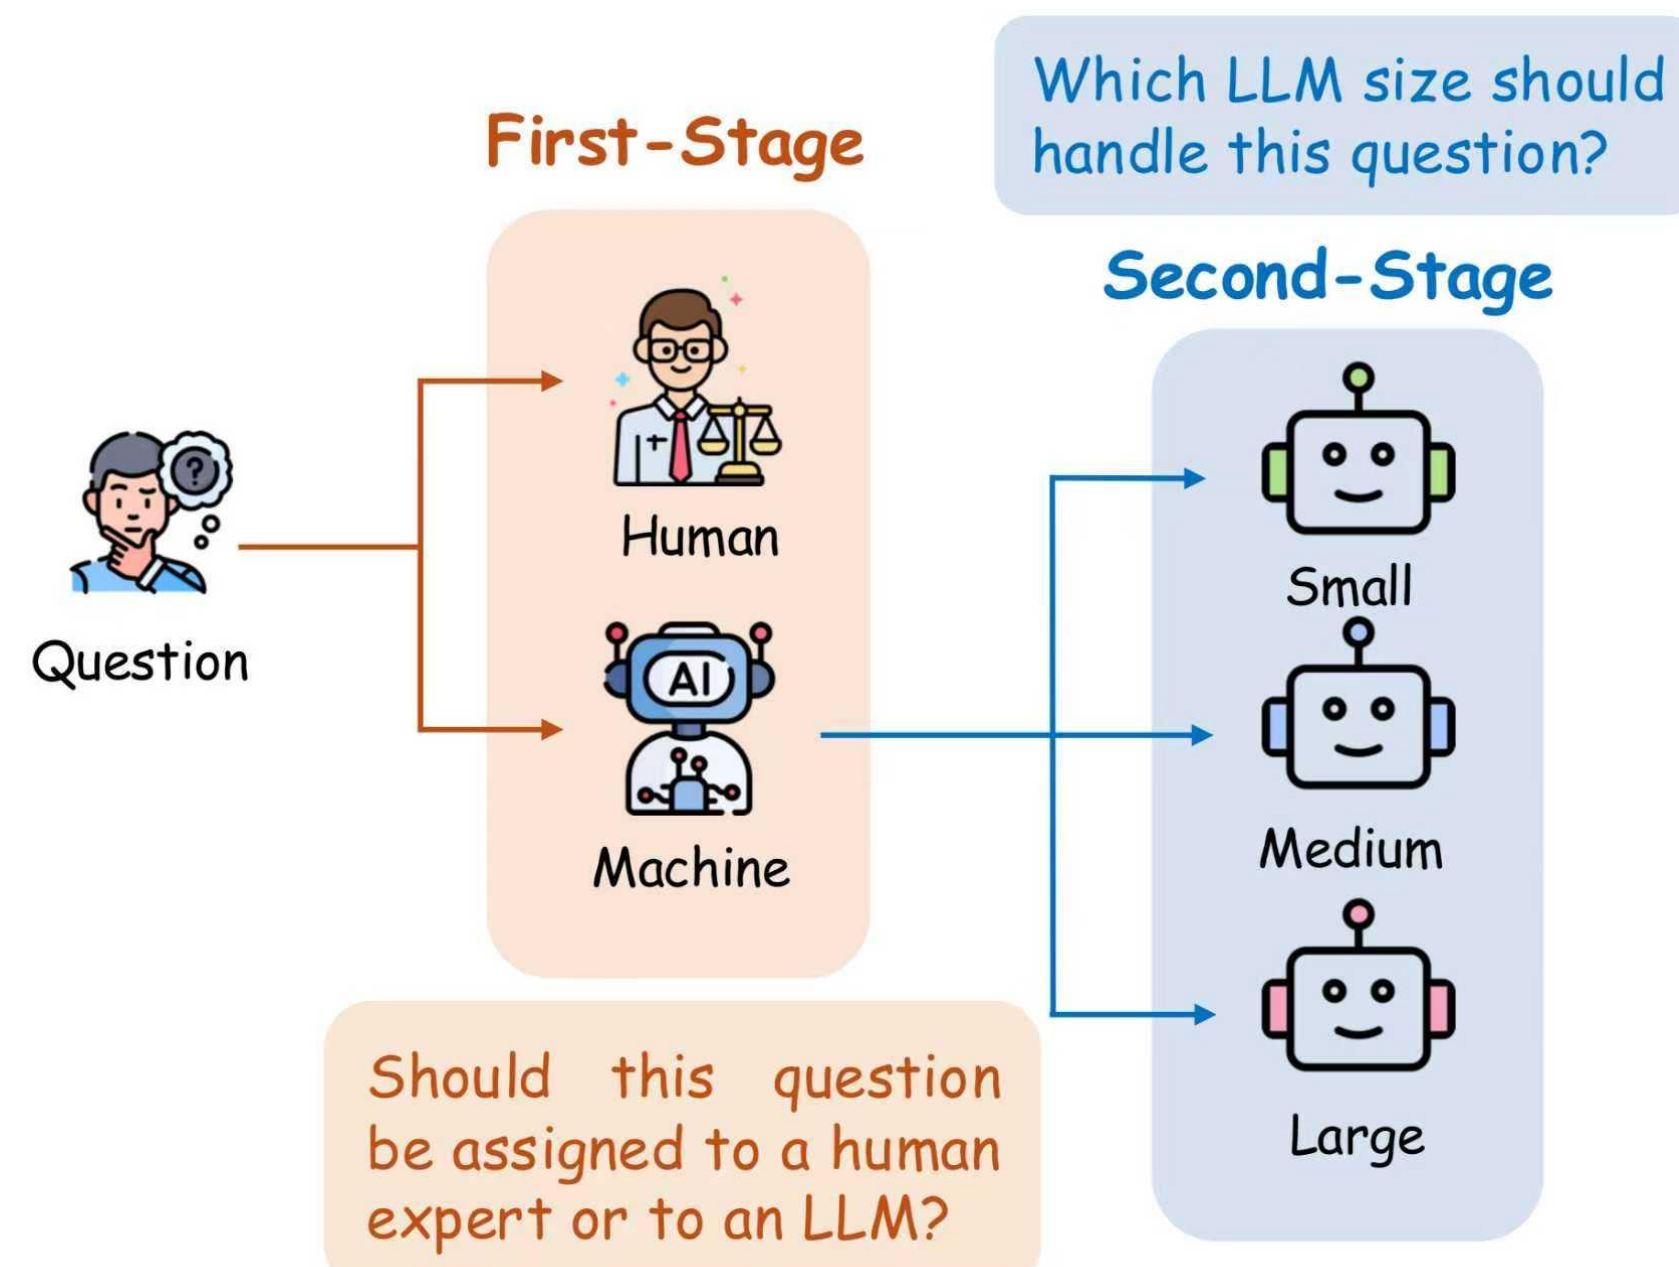 Which LLM size should
handle this question?
First-Stage
Second-Stage
?
Human
Question
AI
Machine
Small
Medium
Large
Should this question
be assigned to a human
expert or to an LLM?